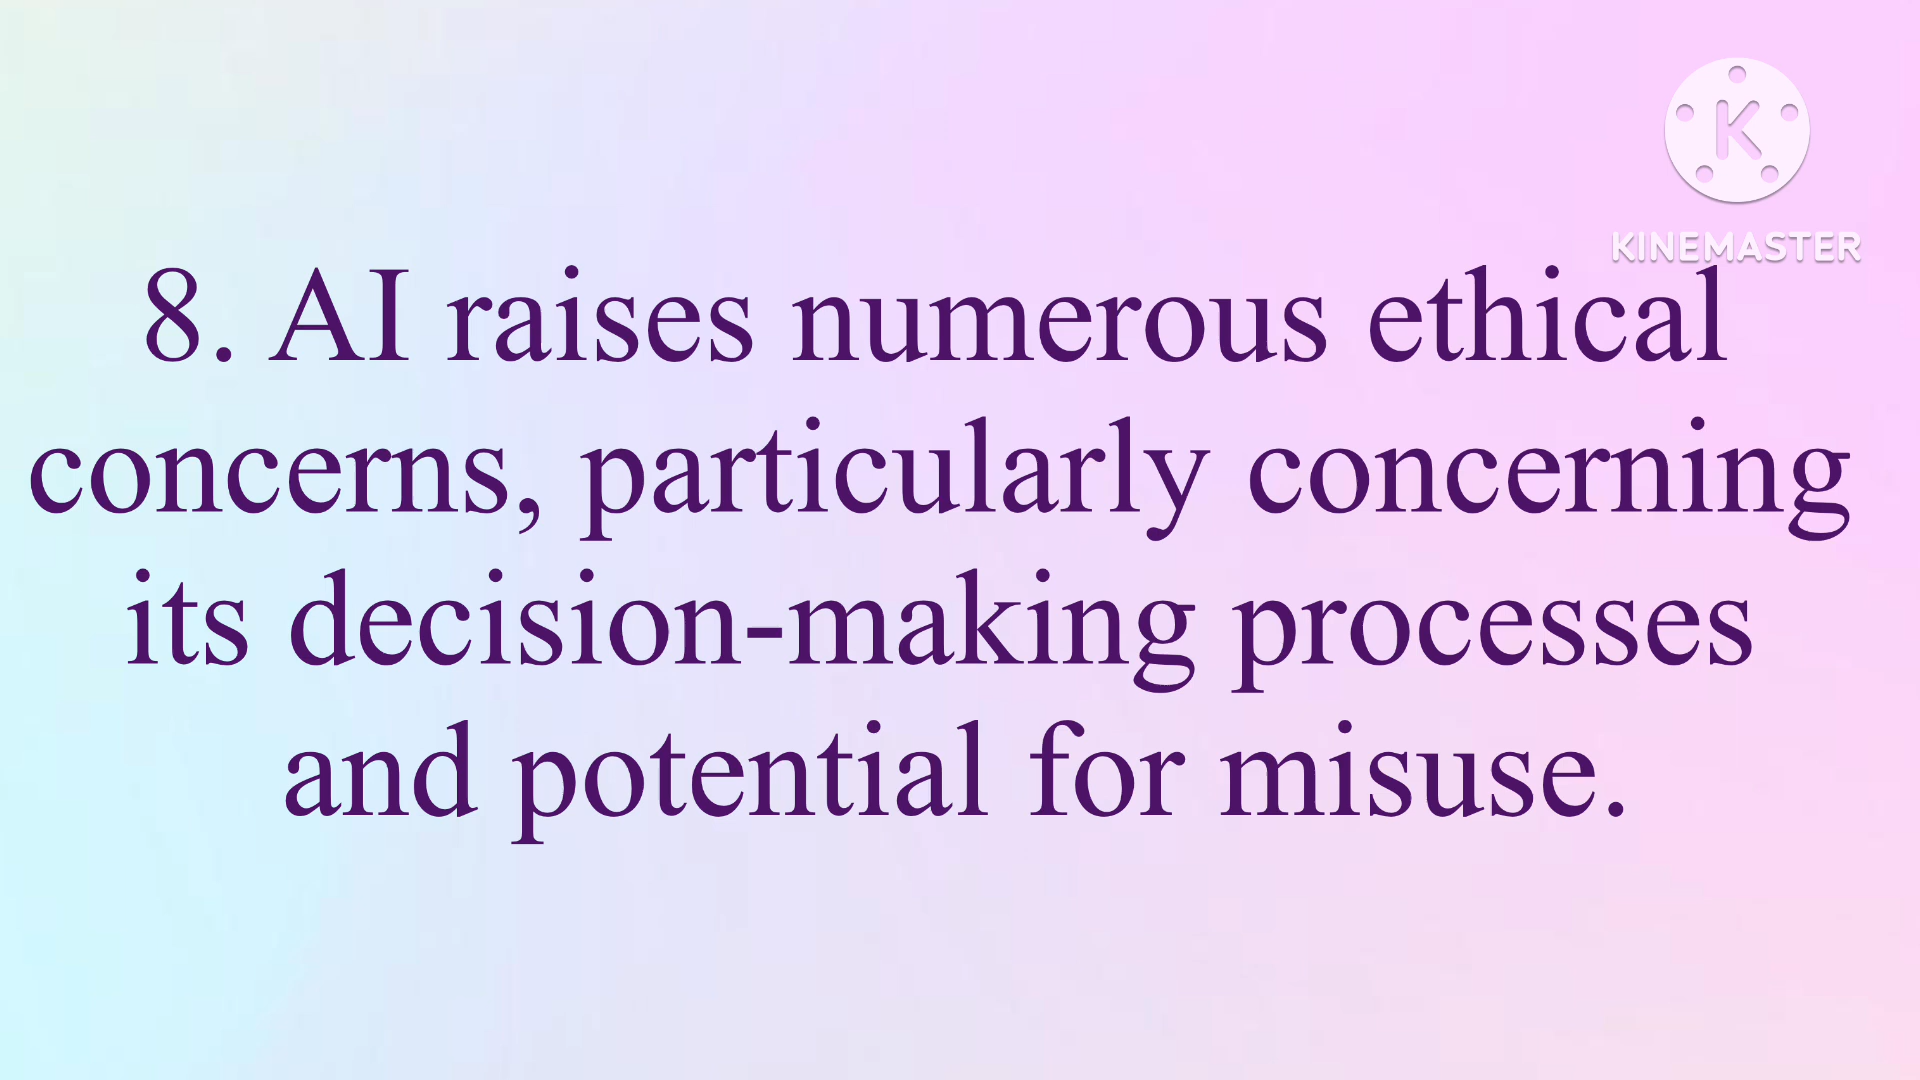 K
KINEMASTER
8. AI raises numerous ethical
concerns, particularly concerning
its decision-making processes
and potential for misuse.